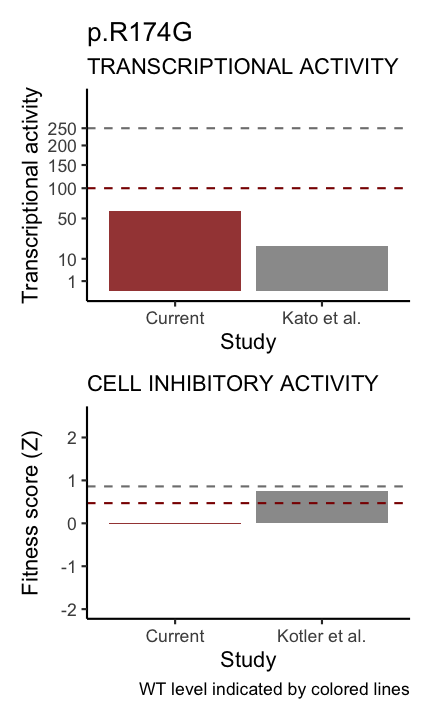 p.R174G
TRANSCRIPTIONAL ACTIVITY
Transcriptional activity
250
200
150
100
50
10
1
Current
Kato et al.
Study
CELL INHIBITORY ACTIVITY
Fitness score (Z)
2
1
0
-1
-2
Current
Kotler et al.
Study
WT level indicated by colored lines